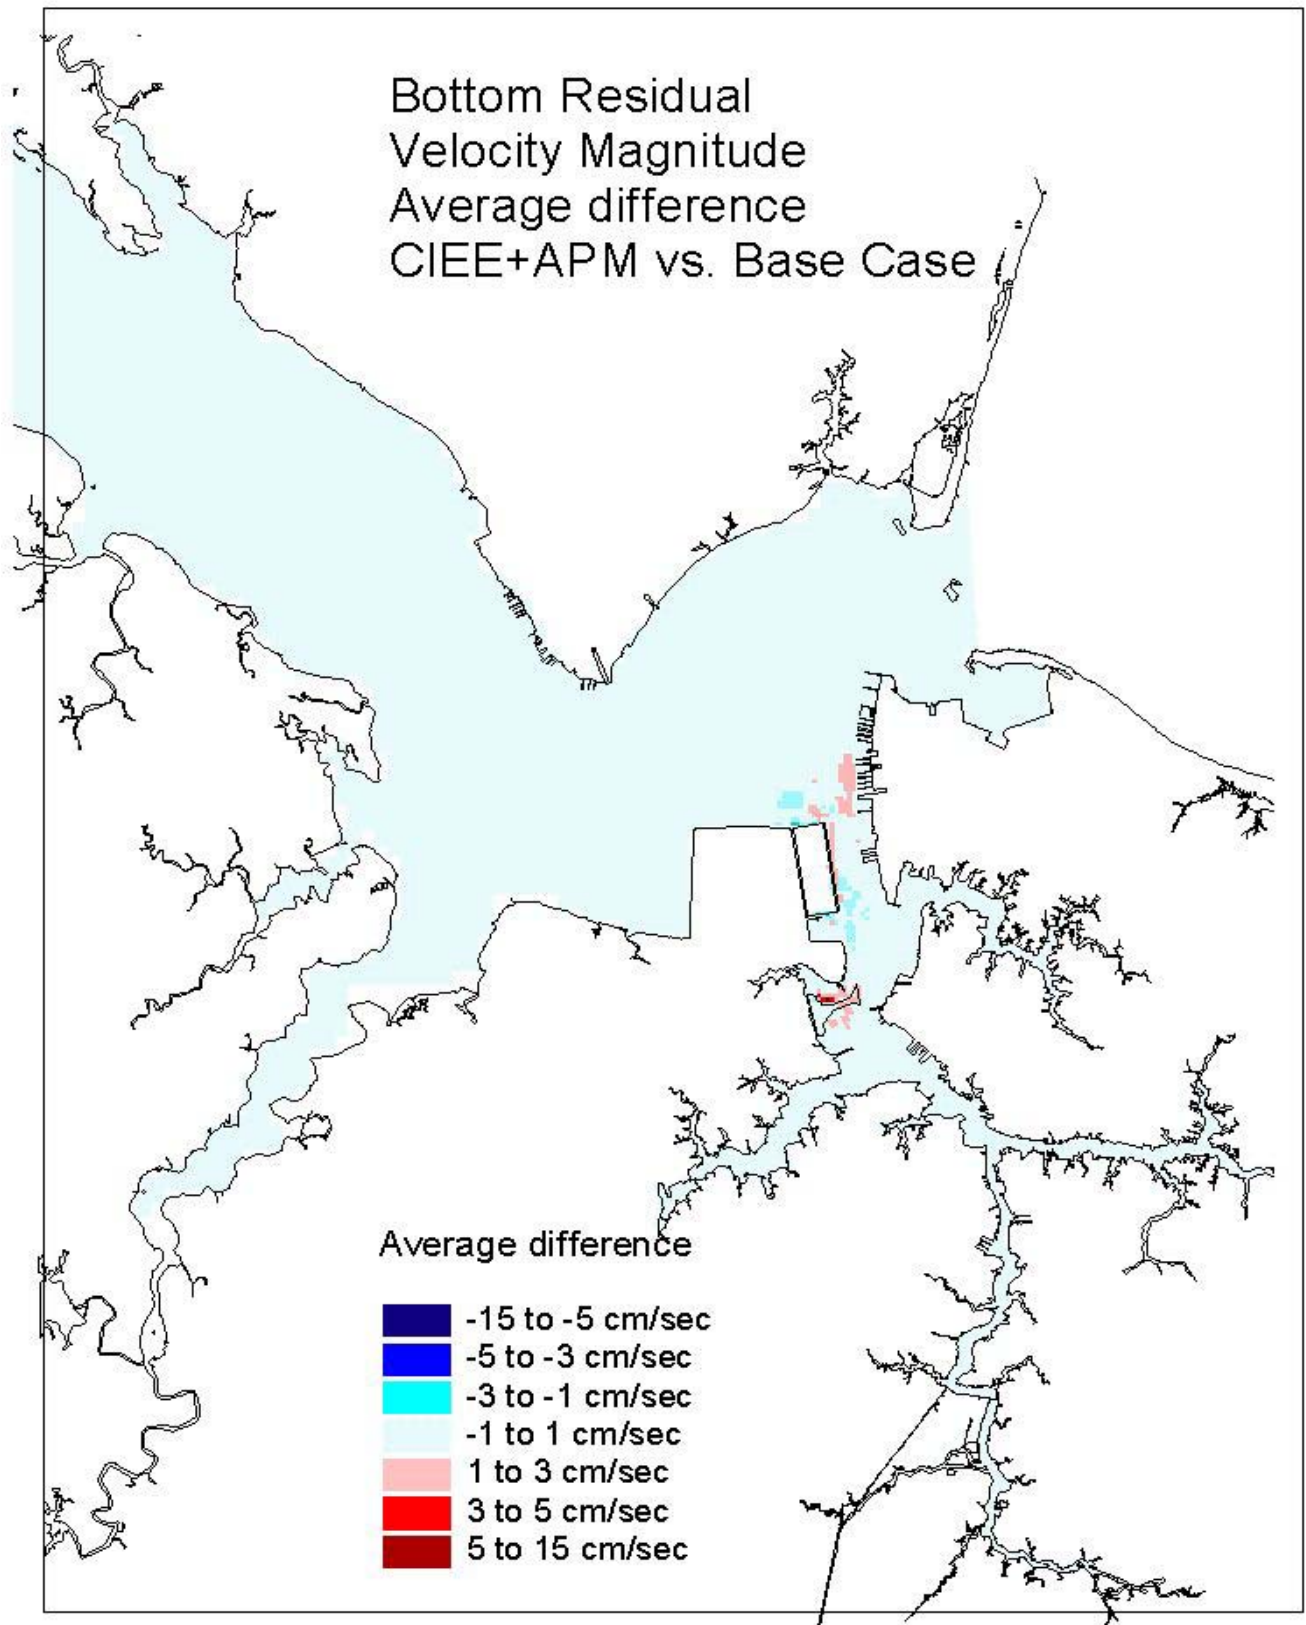 Bottom Residual
Velocity Magnitude
Average difference
CIEE+APM vs. Base Case
Average difference
-15 to -5 cm/sec
-5 to -3 cm/sec
-3 to -1 cm/sec
-1 to 1 cm/sec
1 to 3 cm/sec
3 to 5 cm/sec
5 to 15 cm/sec